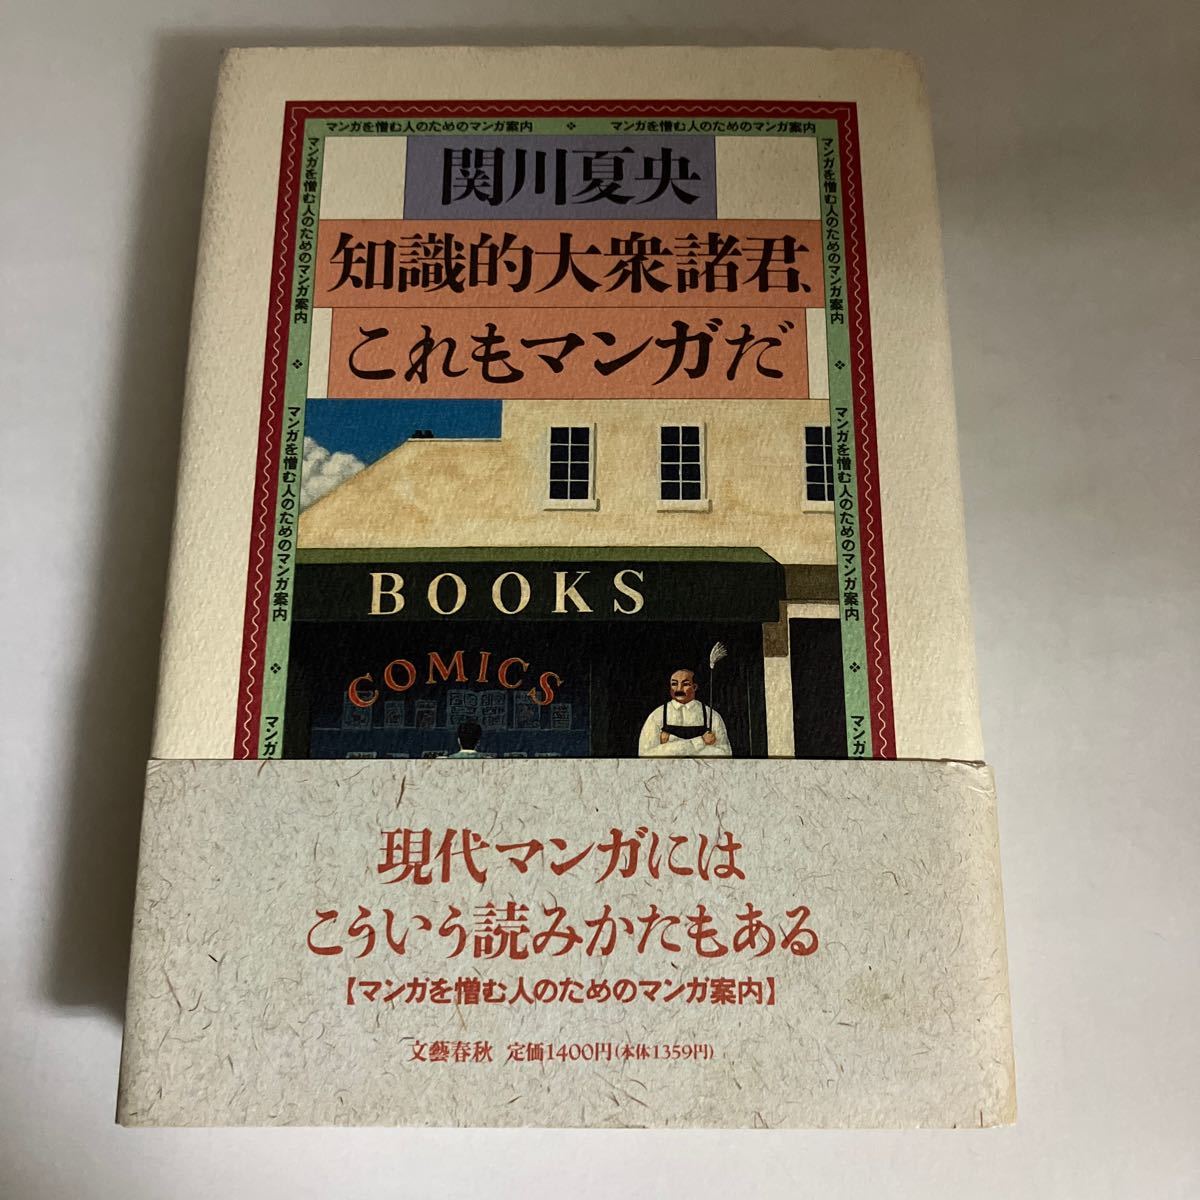 マンガを憎む人のためのマンガ案内 ❖ マンガを憎む人のためのマンガ案内
マンガを憎む人のためのマンガ案内 ❖ マンガを憎む人のためのマンガ案内 ❖ マンガ
マンガを憎む人のためのマンガ案内 ❖ マンガを憎む人のためのマンガ案内 ❖ マンガ
関川夏央
知識的大衆諸君、
これもマンガだ
BOOKS
COMICS
現代マンガには
こういう読みかたもある
【マンガを憎む人のためのマンガ案内】
文藝春秋 定価1400円(本体1359円)